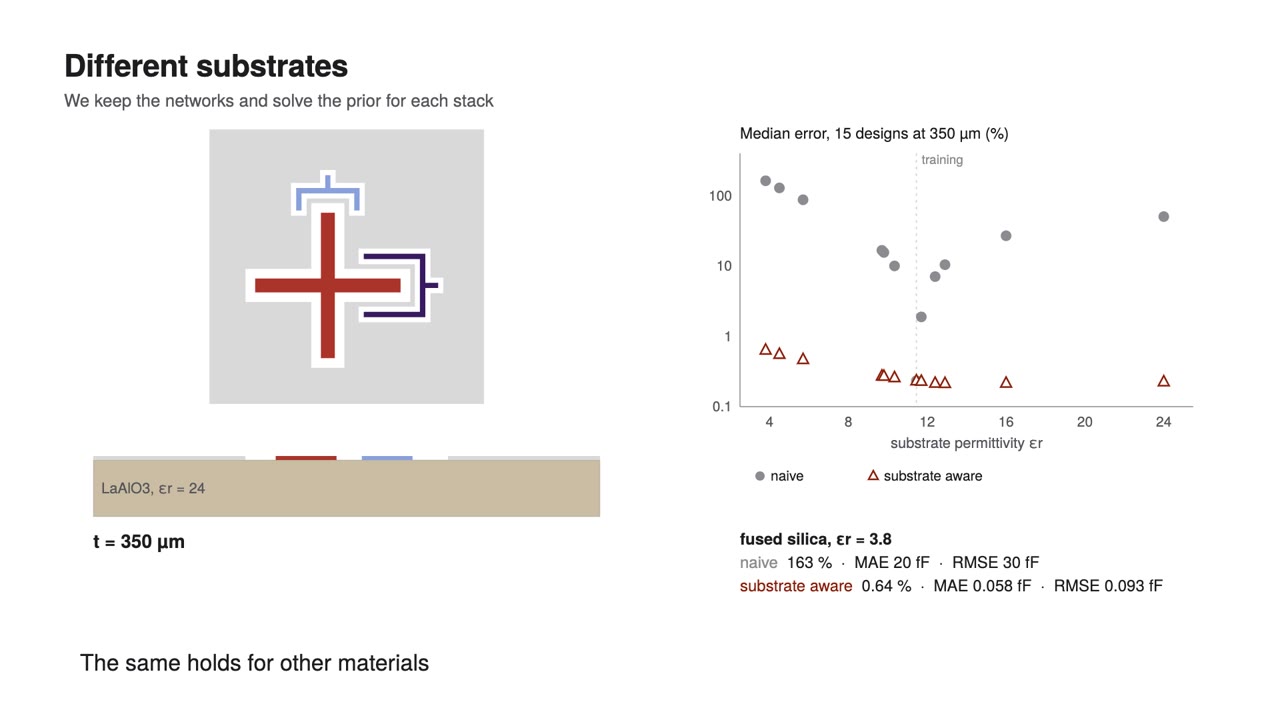 Different substrates
We keep the networks and solve the prior for each stack
LaAlO3, εr = 24
t = 350 µm
Median error, 15 designs at 350 µm (%)
training
100
10
1
0.1
4 8 12 16 20 24
substrate permittivity εr
naive substrate aware
fused silica, εr = 3.8
naive 163 % · MAE 20 fF · RMSE 30 fF
substrate aware 0.64 % · MAE 0.058 fF · RMSE 0.093 fF
The same holds for other materials